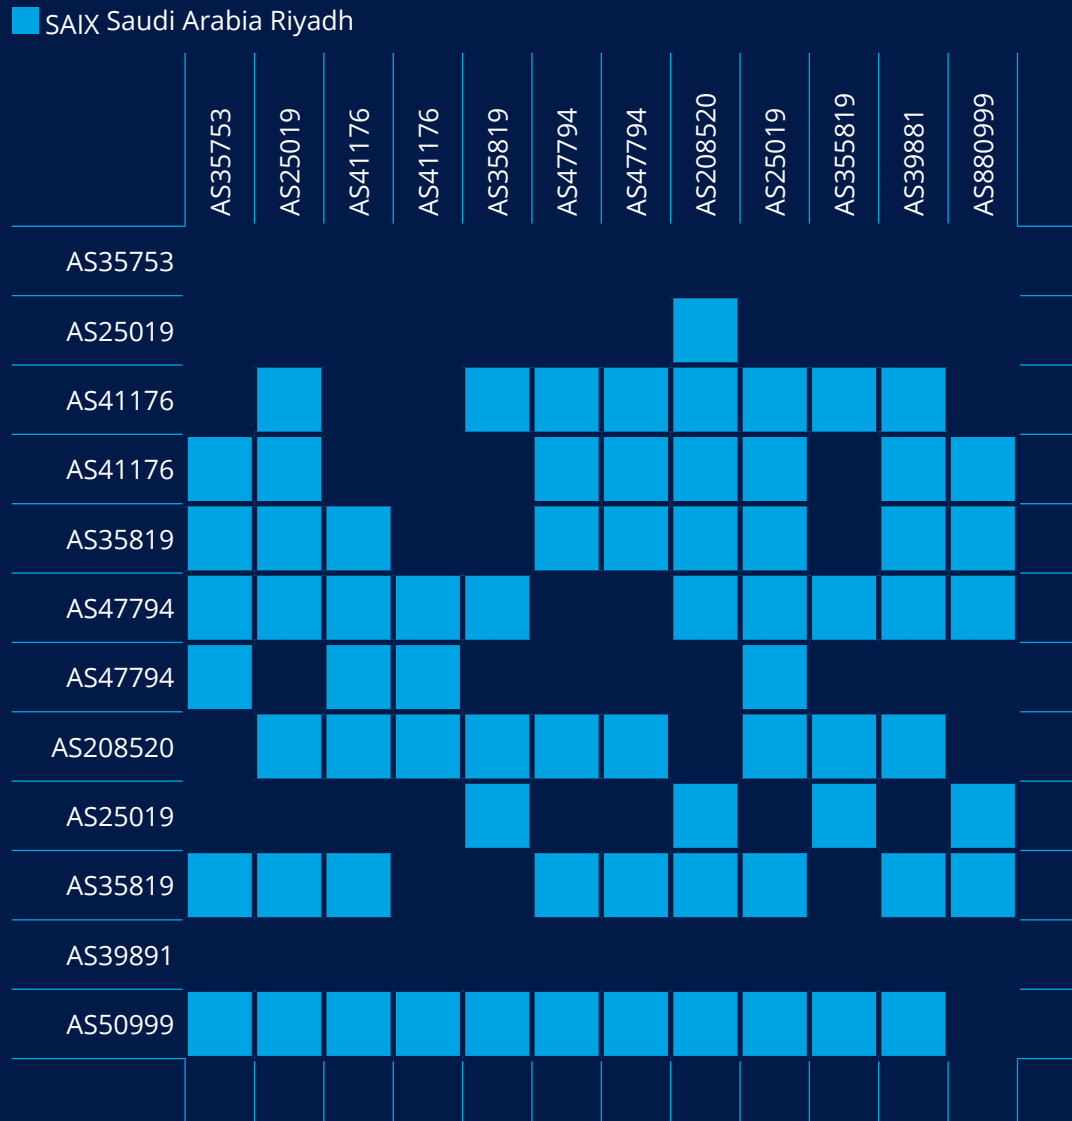 SAIX Saudi Arabia Riyadh
AS35753
AS25019
AS41176
AS41176
AS35819
AS47794
AS47794
AS208520
AS25019
AS355819
AS39881
AS880999
AS35753
AS25019
AS41176
AS41176
AS35819
AS47794
AS47794
AS208520
AS25019
AS35819
AS39891
AS50999